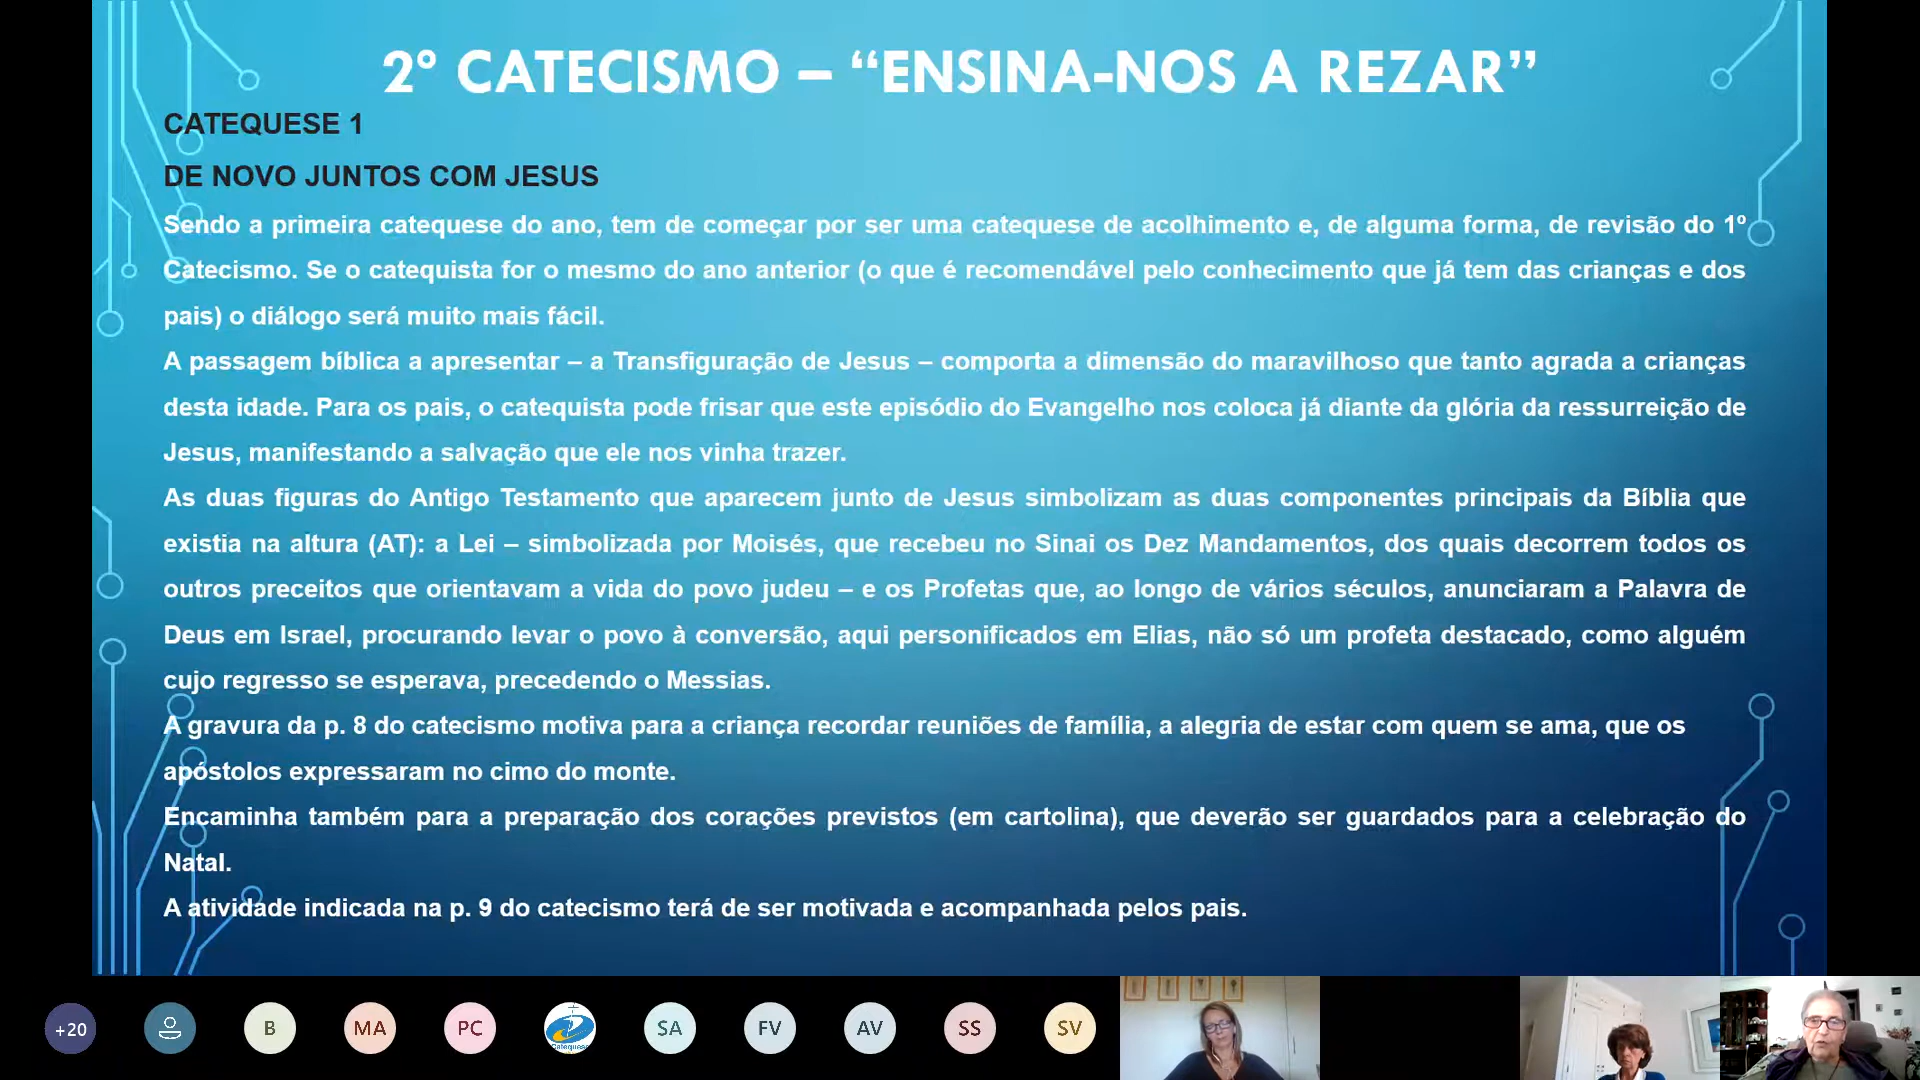 2º CATECISMO – “ENSINA-NOS A REZAR”
CATEQUESE 1
DE NOVO JUNTOS COM JESUS
Sendo a primeira catequese do ano, tem de começar por ser uma catequese de acolhimento e, de alguma forma, de revisão do 1º
Catecismo. Se o catequista for o mesmo do ano anterior (o que é recomendável pelo conhecimento que já tem das crianças e dos
pais) o diálogo será muito mais fácil.
A passagem bíblica a apresentar – a Transfiguração de Jesus – comporta a dimensão do maravilhoso que tanto agrada a crianças
desta idade. Para os pais, o catequista pode frisar que este episódio do Evangelho nos coloca já diante da glória da ressurreição de
Jesus, manifestando a salvação que ele nos vinha trazer.
As duas figuras do Antigo Testamento que aparecem junto de Jesus simbolizam as duas componentes principais da Bíblia que
existia na altura (AT): a Lei – simbolizada por Moisés, que recebeu no Sinai os Dez Mandamentos, dos quais decorrem todos os
outros preceitos que orientavam a vida do povo judeu – e os Profetas que, ao longo de vários séculos, anunciaram a Palavra de
Deus em Israel, procurando levar o povo à conversão, aqui personificados em Elias, não só um profeta destacado, como alguém
cujo regresso se esperava, precedendo o Messias.
A gravura da p. 8 do catecismo motiva para a criança recordar reuniões de família, a alegria de estar com quem se ama, que os
apóstolos expressaram no cimo do monte.
Encaminha também para a preparação dos corações previstos (em cartolina), que deverão ser guardados para a celebração do
Natal.
A atividade indicada na p. 9 do catecismo terá de ser motivada e acompanhada pelos pais.
+20 B MA PC Catequese SA FV AV SS SV